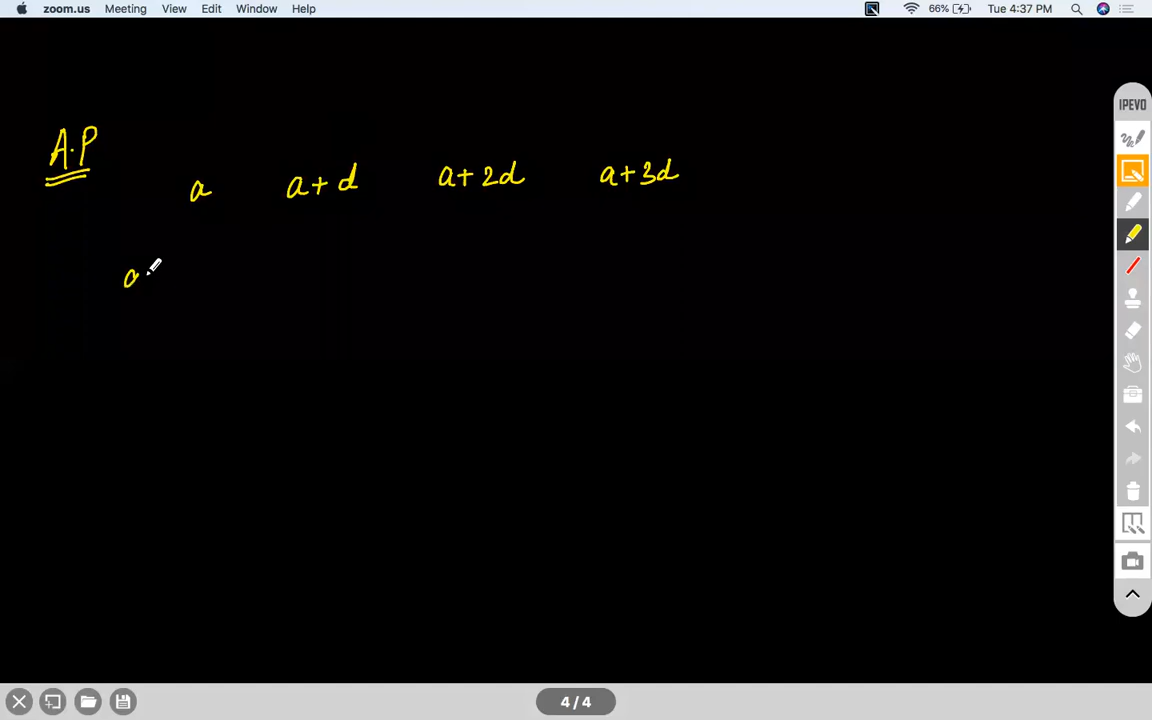 zoom.us Meeting View Edit Window Help 66% Tue 4:37 PM
IPEVO
A.P
a a+d a+2d a+3d
a
4 / 4